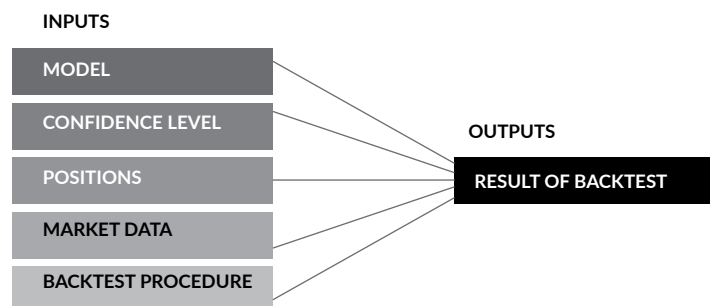 INPUTS
MODEL
CONFIDENCE LEVEL
POSITIONS
MARKET DATA
BACKTEST PROCEDURE
OUTPUTS
RESULT OF BACKTEST